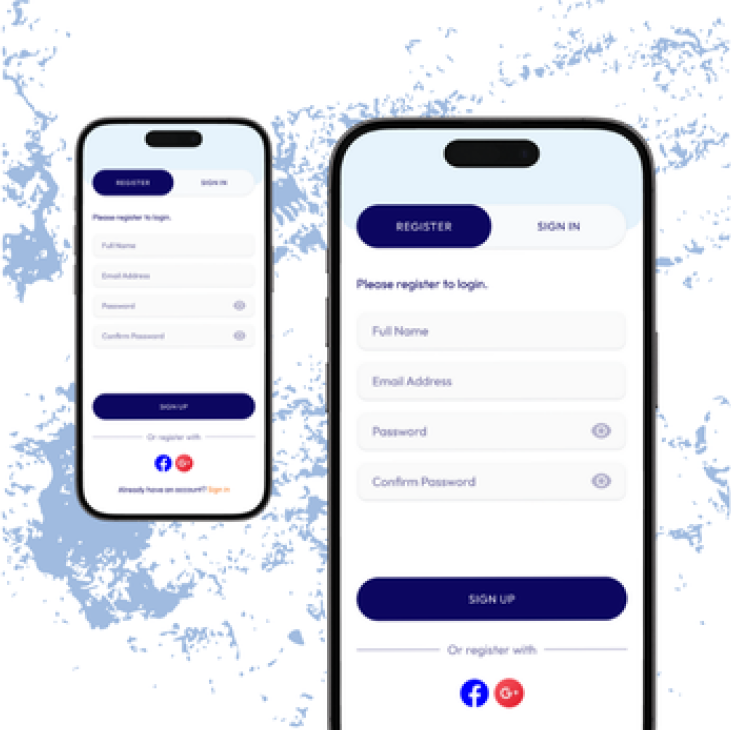 REGISTER SIGN IN
Please register to login.
Full Name
Email Address
Password
Confirm Password
SIGN UP
Or register with
G+
Already have an account? Sign in
REGISTER SIGN IN
Please register to login.
Full Name
Email Address
Password
Confirm Password
SIGN UP
Or register with
G+